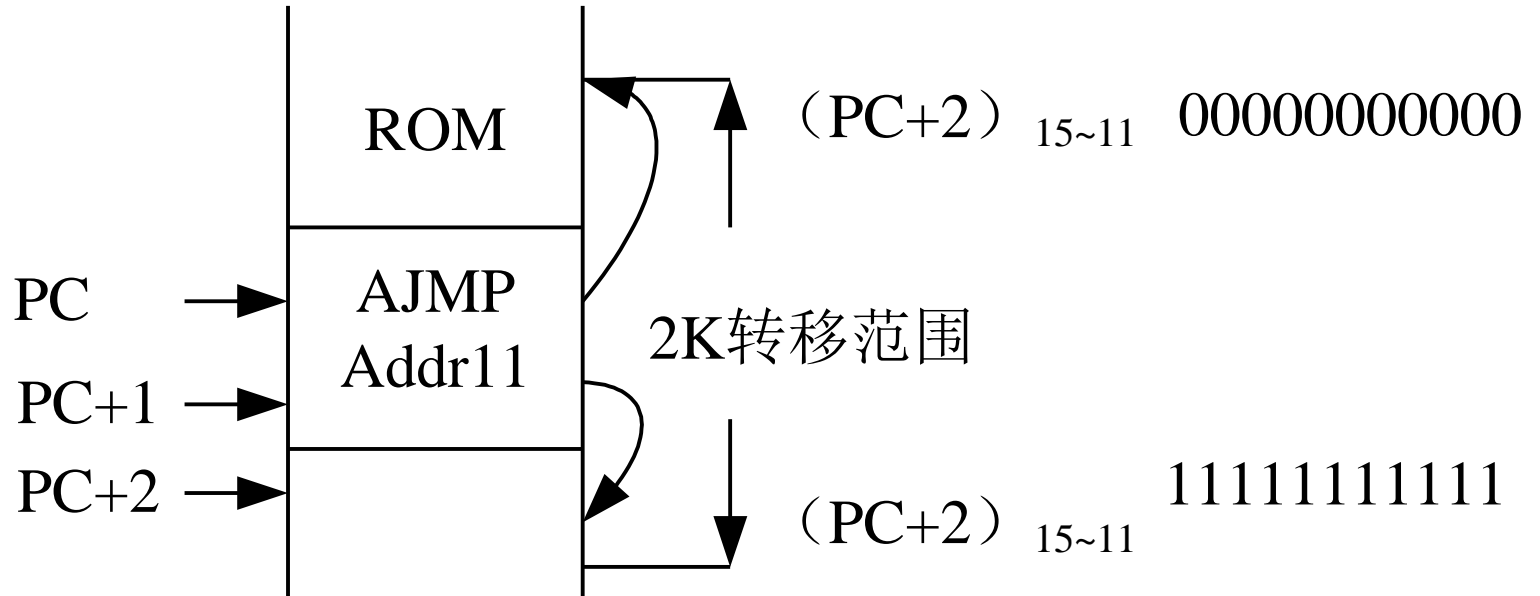 ROM
（PC+2）15~11 00000000000
PC
AJMP
Addr11
2K转移范围
PC+1
PC+2
（PC+2）15~11 11111111111